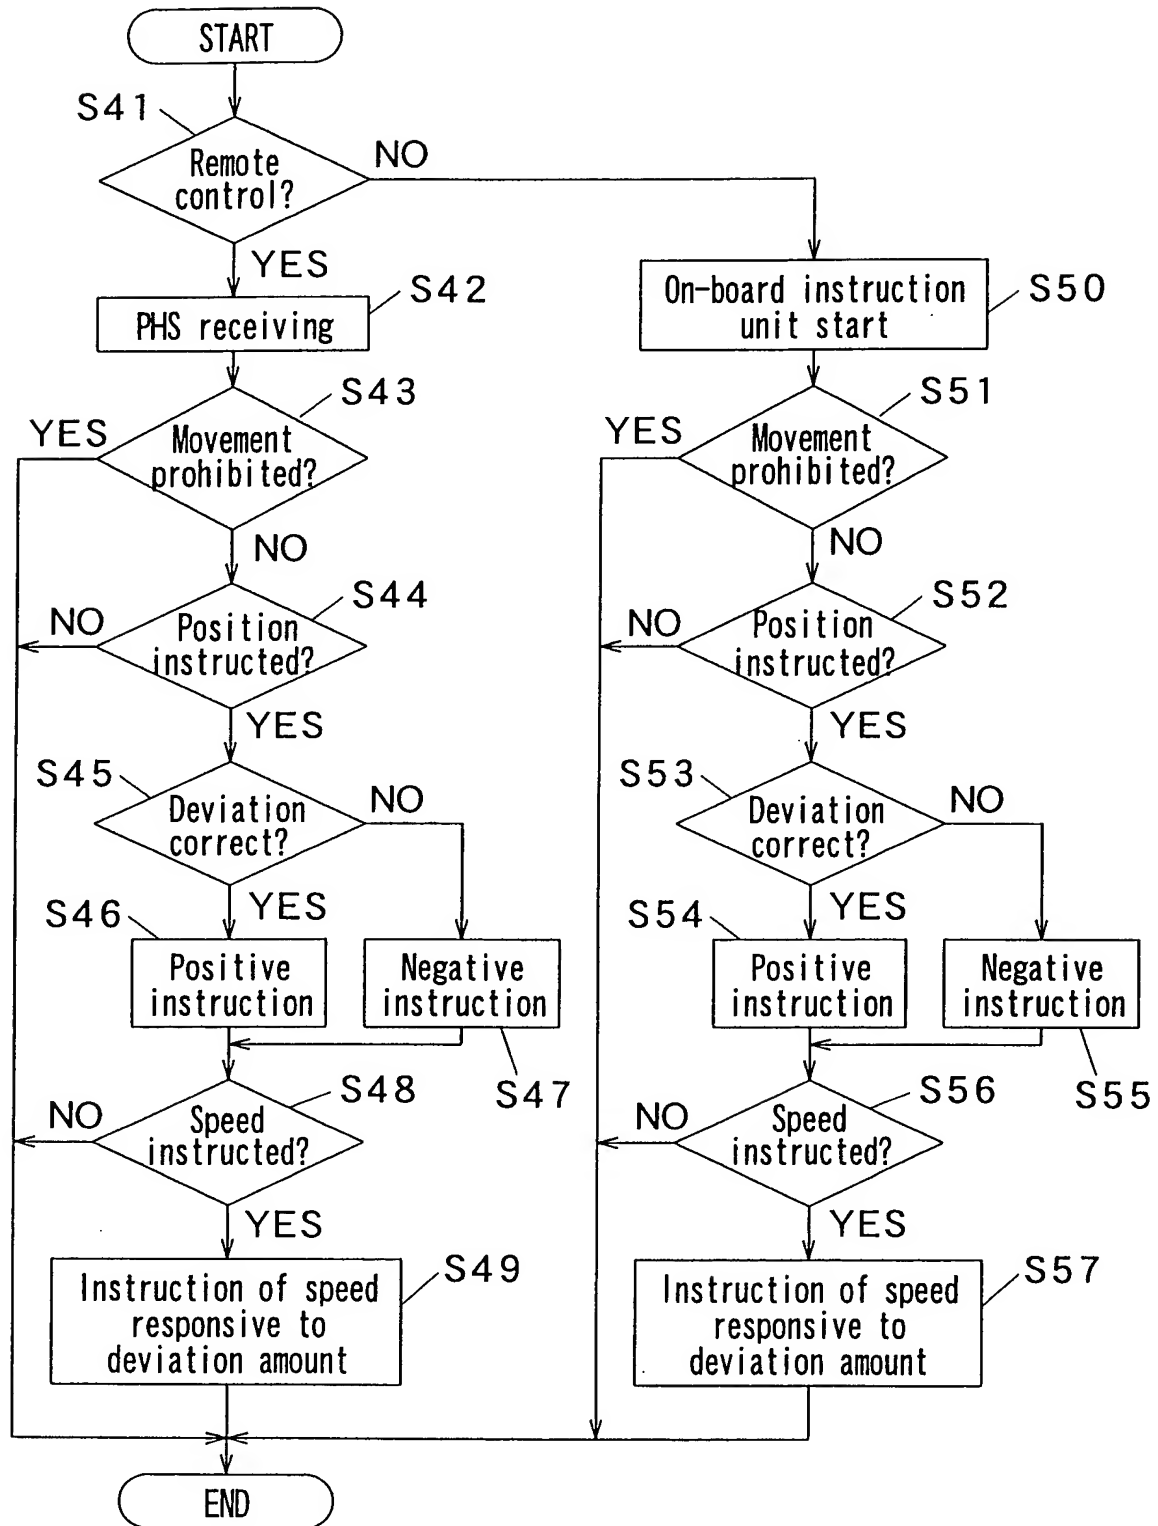 START
S41
Remote
control?
NO
YES
S42
PHS receiving
S43
YES
Movement
prohibited?
NO
S44
NO
Position
instructed?
YES
S45
Deviation
correct?
NO
YES
S46
Positive
instruction
Negative
instruction
S47
S48
NO
Speed
instructed?
YES
S49
Instruction of speed
responsive to
deviation amount
On-board instruction
unit start
S50
S51
YES
Movement
prohibited?
NO
S52
NO
Position
instructed?
YES
S53
Deviation
correct?
NO
YES
S54
Positive
instruction
Negative
instruction
S55
S56
NO
Speed
instructed?
YES
S57
Instruction of speed
responsive to
deviation amount
END